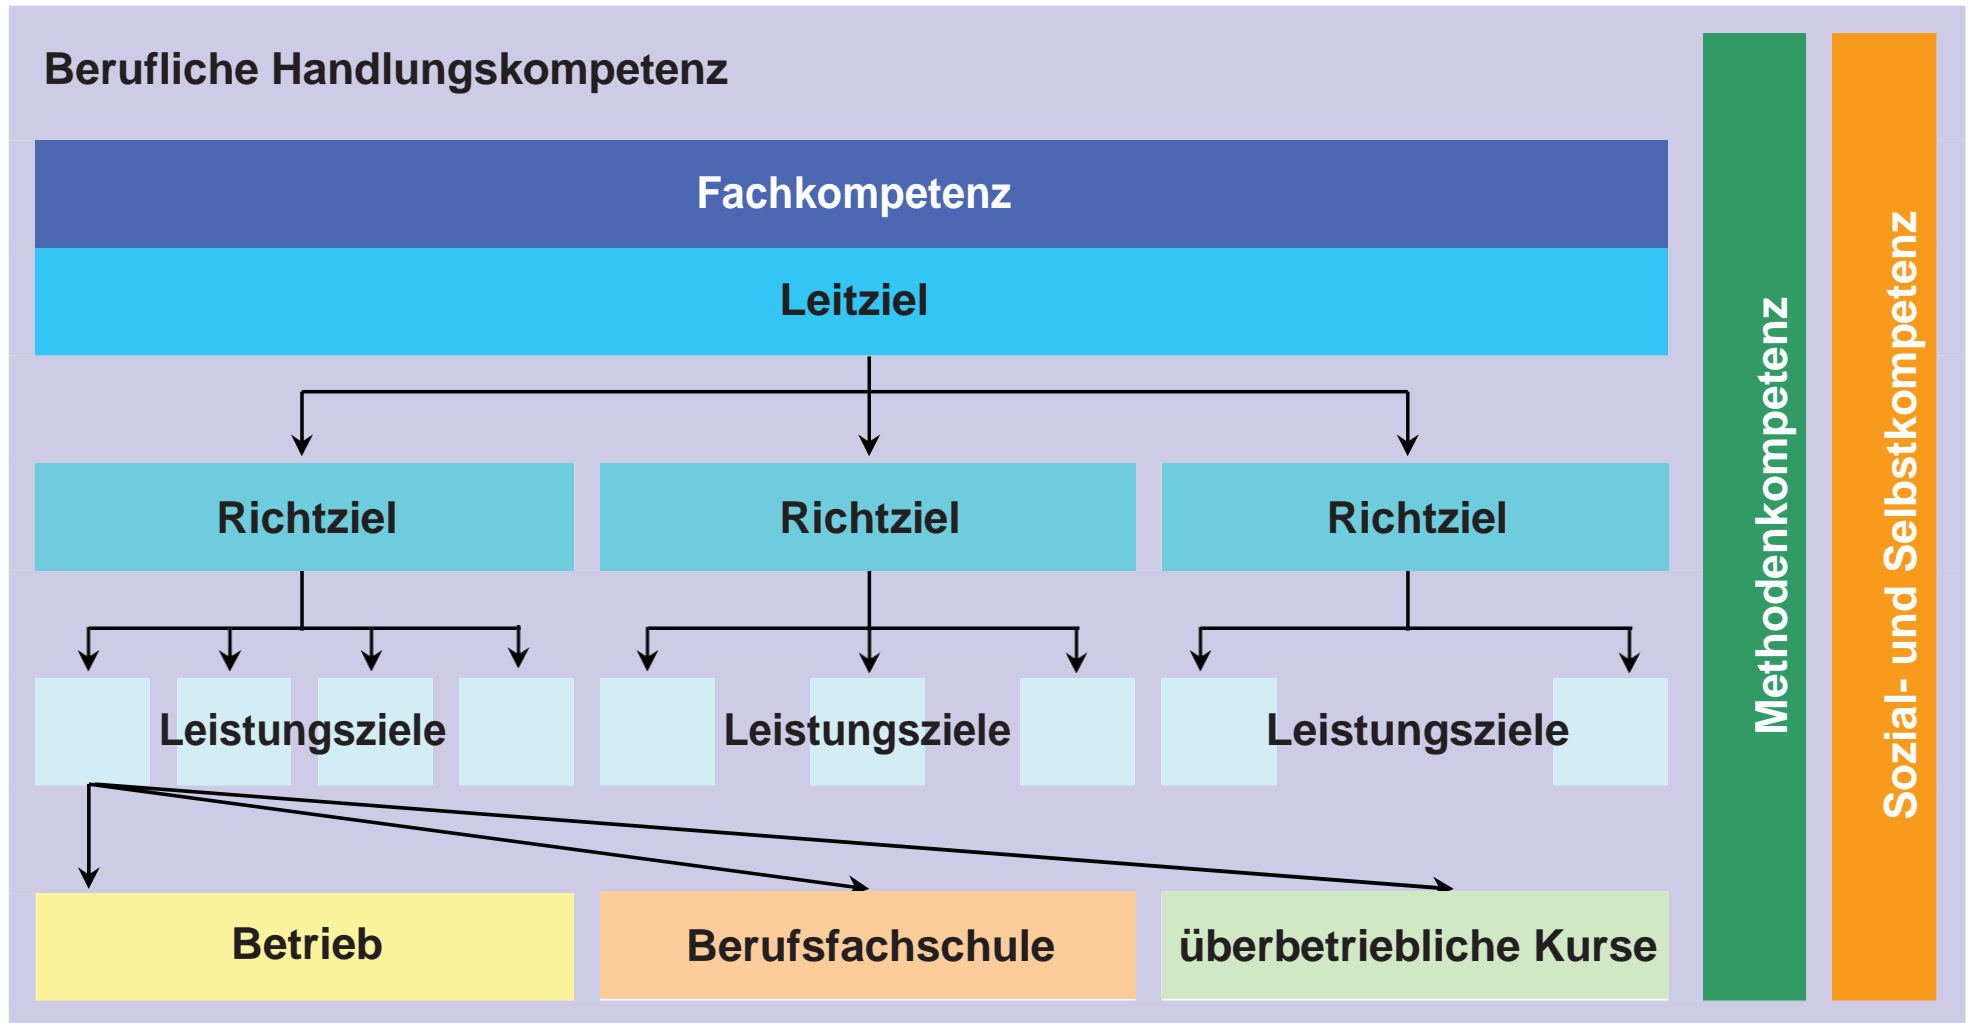 Berufliche Handlungskompetenz
Fachkompetenz
Leitziel
Richtziel
Richtziel
Richtziel
Leistungsziele
Leistungsziele
Leistungsziele
Betrieb
Berufsfachschule
überbetriebliche Kurse
Methodenkompetenz
Sozial- und Selbstkompetenz